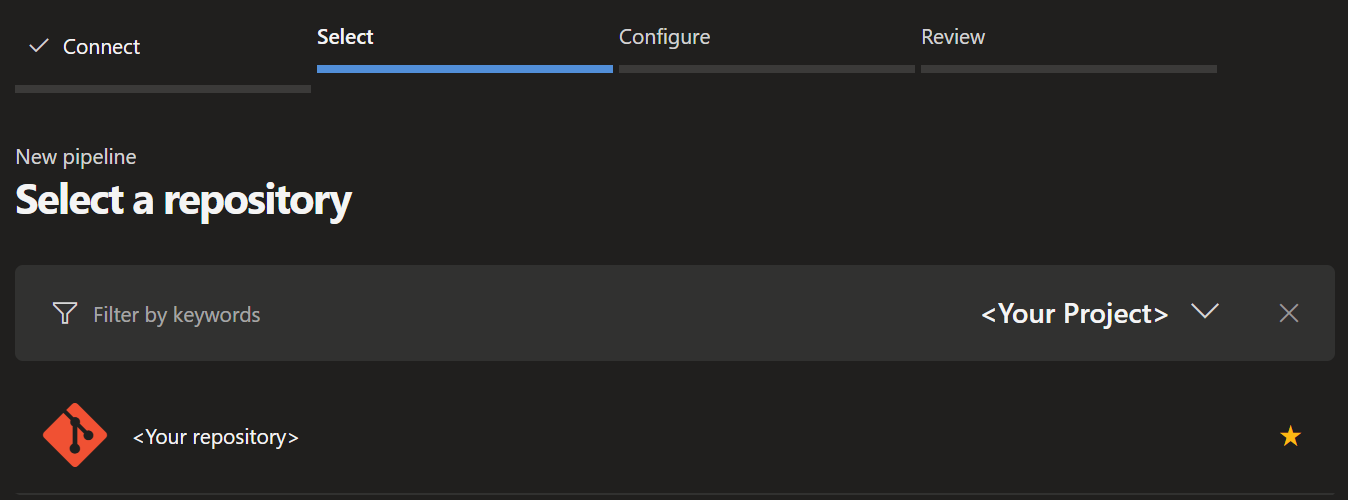 Connect
Select
Configure
Review
New pipeline
Select a repository
Filter by keywords
<Your Project>
<Your repository>